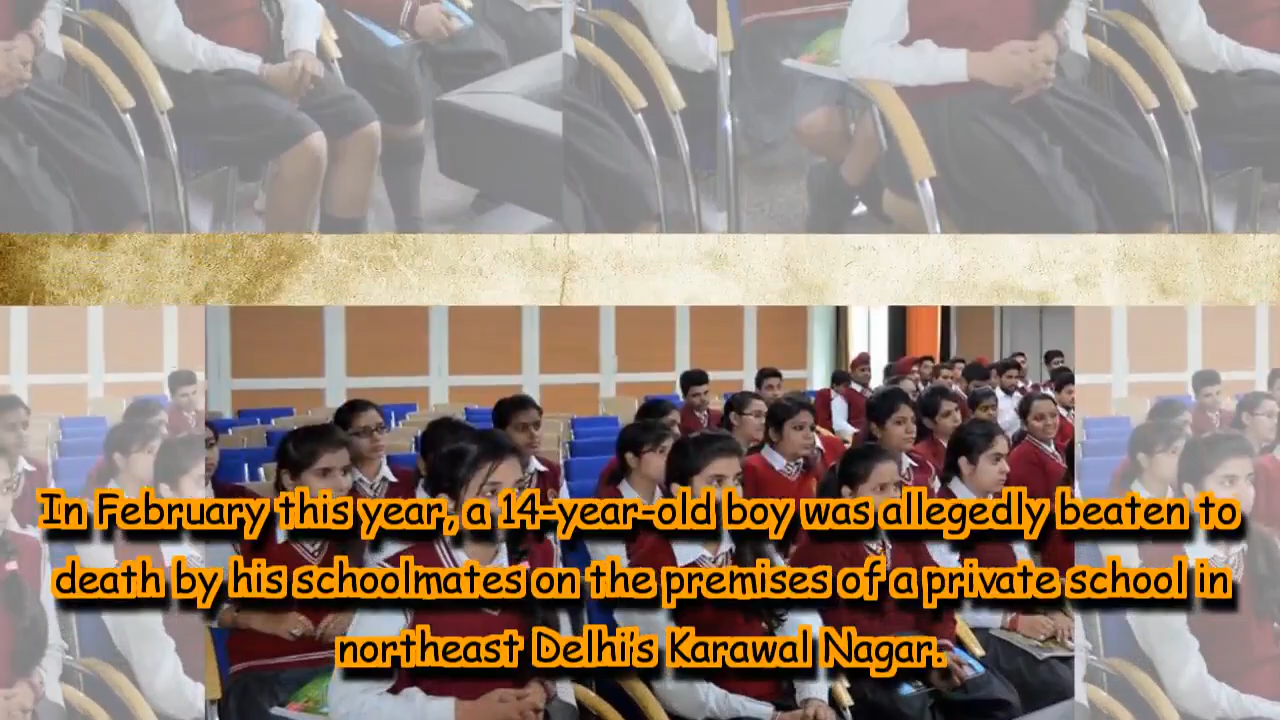 In February this year, a 14-year-old boy was allegedly beaten to
death by his schoolmates on the premises of a private school in
northeast Delhi's Karawal Nagar.